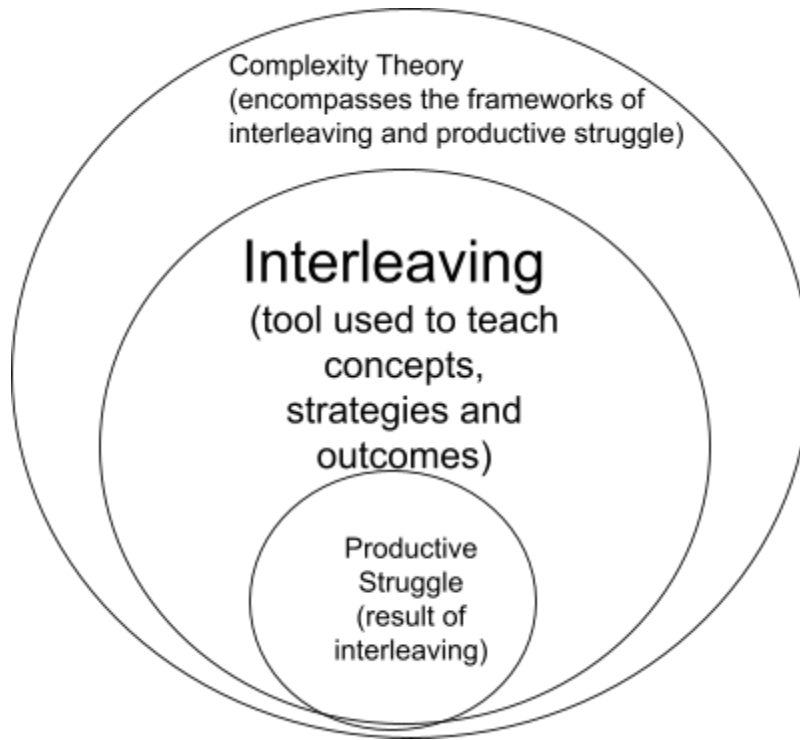 Complexity Theory
(encompasses the frameworks of
interleaving and productive struggle)
Interleaving
(tool used to teach
concepts,
strategies and
outcomes)
Productive
Struggle
(result of
interleaving)